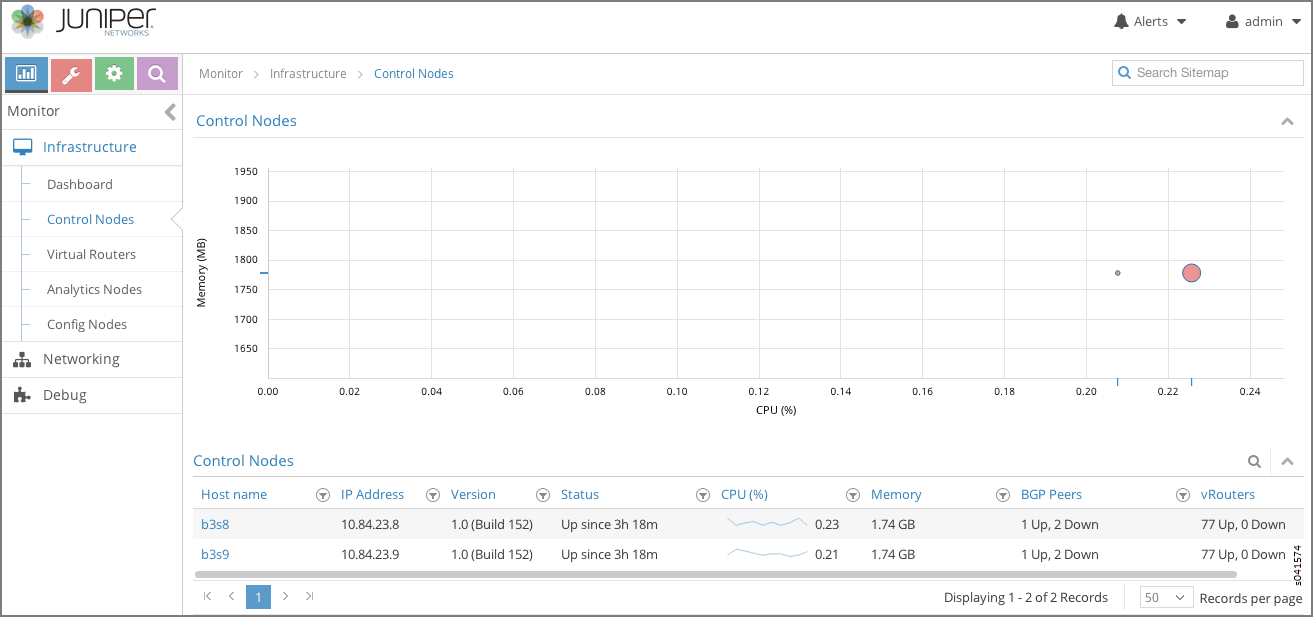 JUNIPER
NETWORKS
Alerts
admin
Monitor > Infrastructure > Control Nodes
Search Sitemap
Monitor
Infrastructure
Dashboard
Control Nodes
Virtual Routers
Analytics Nodes
Config Nodes
Networking
Debug
Control Nodes
Memory (MB)
1950
1900
1850
1800
1750
1700
1650
0.00 0.02 0.04 0.06 0.08 0.10 0.12 0.14 0.16 0.18 0.20 0.22 0.24
CPU (%)
Control Nodes
Host name IP Address Version Status CPU (%) Memory BGP Peers vRouters
b3s8 10.84.23.8 1.0 (Build 152) Up since 3h 18m 0.23 1.74 GB 1 Up, 2 Down 77 Up, 0 Down
b3s9 10.84.23.9 1.0 (Build 152) Up since 3h 18m 0.21 1.74 GB 1 Up, 2 Down 77 Up, 0 Down
1
Displaying 1 - 2 of 2 Records
50 Records per page
s041574